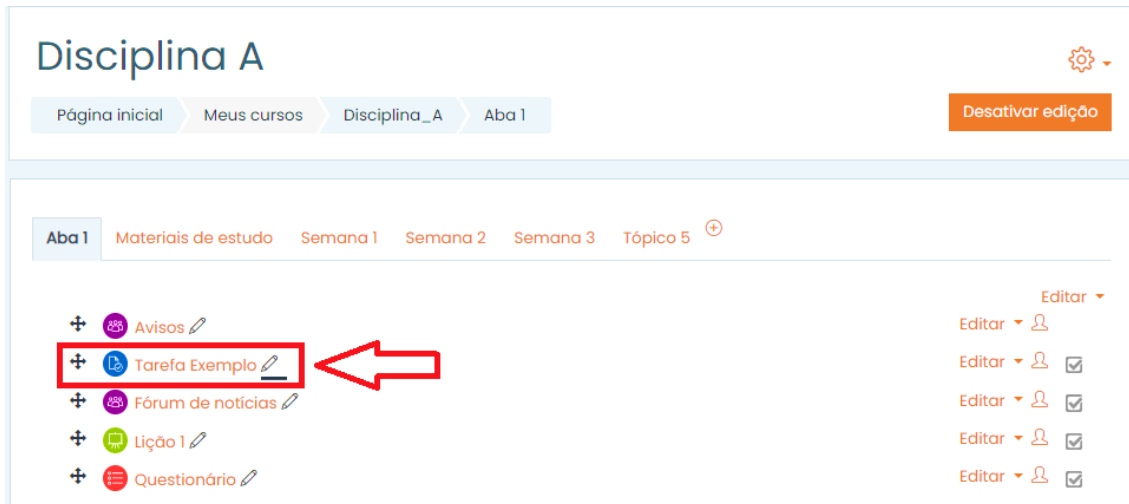 Disciplina A
Página inicial Meus cursos Disciplina_A Aba 1
Desativar edição
Aba 1 Materiais de estudo Semana 1 Semana 2 Semana 3 Tópico 5
Editar
Avisos Editar
Tarefa Exemplo Editar
Fórum de notícias Editar
Lição 1 Editar
Questionário Editar